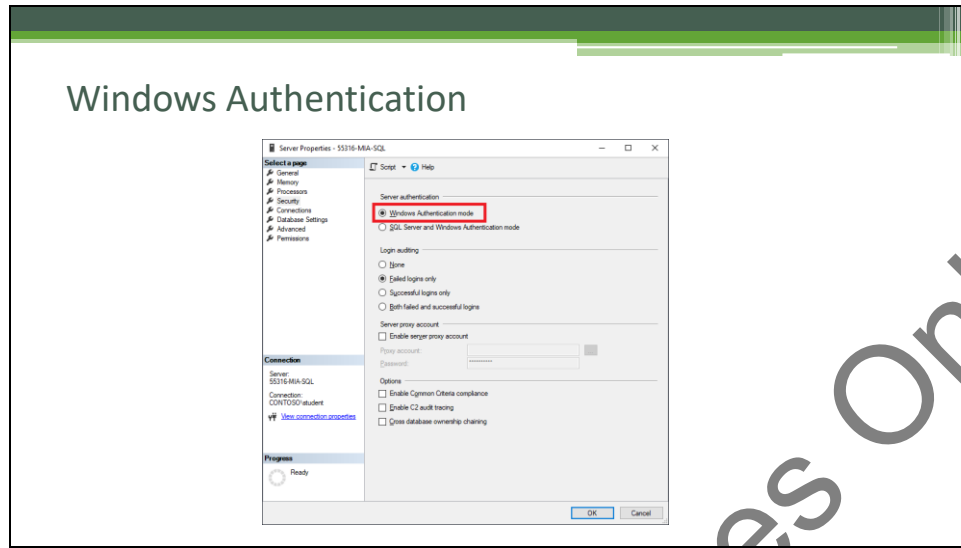 Windows Authentication
Server Properties - 55316-MIA-SQL
Select a page
General
Memory
Processors
Security
Connections
Database Settings
Advanced
Permissions
Script
Help
Server authentication
Windows Authentication mode
SQL Server and Windows Authentication mode
Login auditing
None
Failed logins only
Successful logins only
Both failed and successful logins
Server proxy account
Enable server proxy account
Proxy account:
Password:
**********
...
Options
Enable Common Criteria compliance
Enable C2 audit tracing
Cross database ownership chaining
Connection
Server:
55316-MIA-SQL
Connection:
CONTOSO\student
View connection properties
Progress
Ready
OK
Cancel